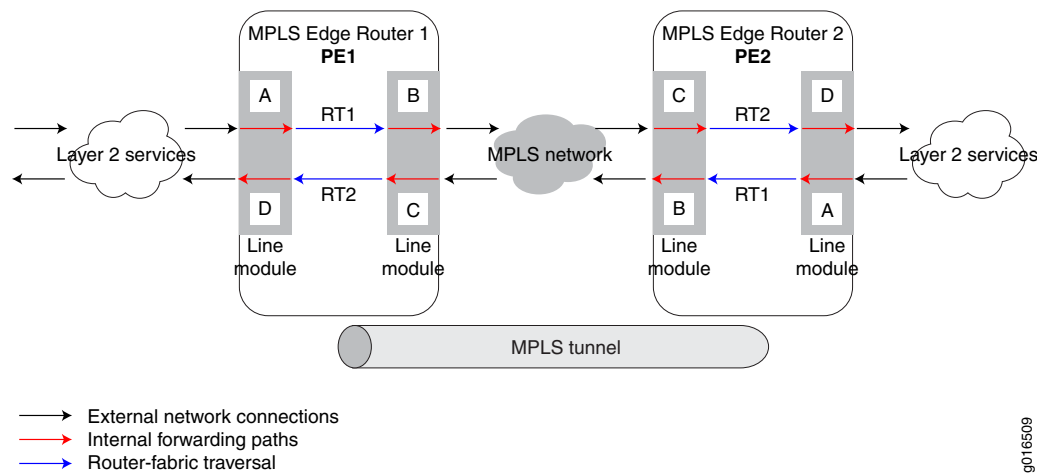 MPLS Edge Router 1
PE1
MPLS Edge Router 2
PE2
A
B
C
D
RT1
RT2
Layer 2 services
MPLS network
Layer 2 services
RT2
RT1
D
C
B
A
Line
module
Line
module
Line
module
Line
module
MPLS tunnel
External network connections
Internal forwarding paths
Router-fabric traversal
g016509